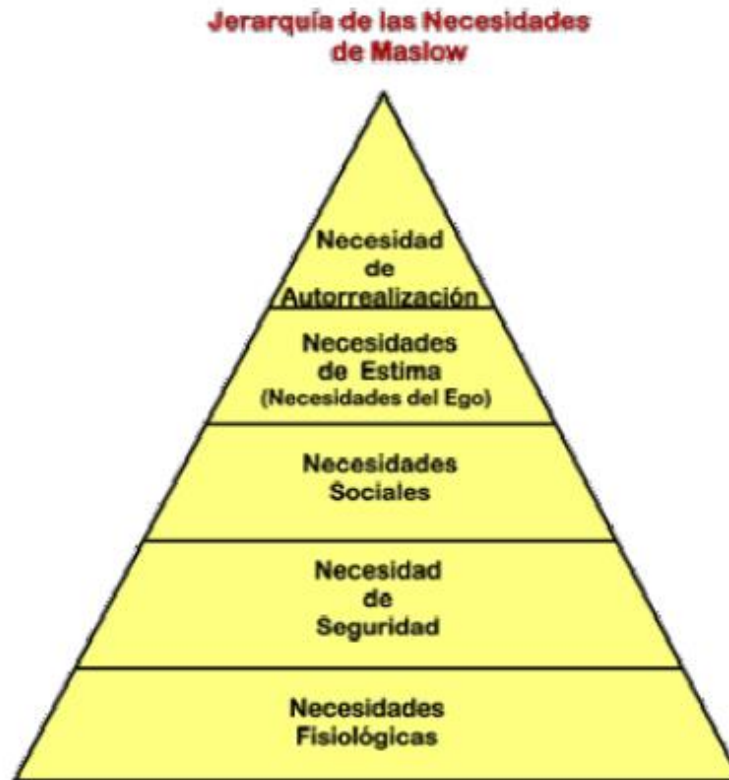 Jerarquía de las Necesidades
de Maslow
Necesidad
de
Autorrealización
Necesidades
de Estima
(Necesidades del Ego)
Necesidades
Sociales
Necesidad
de
Seguridad
Necesidades
Fisiológicas